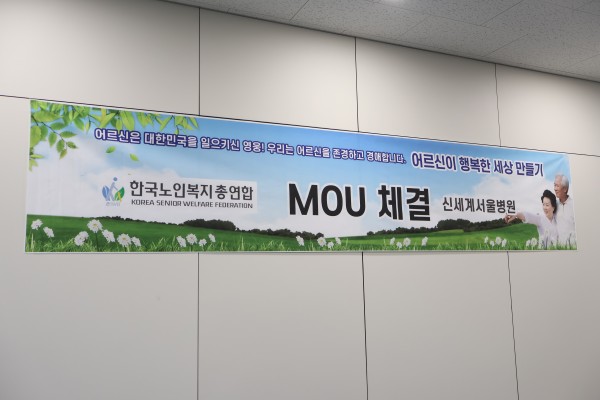 어르신은 대한민국을 일으키신 영웅! 우리는 어르신을 존경하고 경애합니다. 어르신이 행복한 세상 만들기
한국노인복지총연합
KOREA SENIOR WELFARE FEDERATION
MOU 체결
신세계서울병원